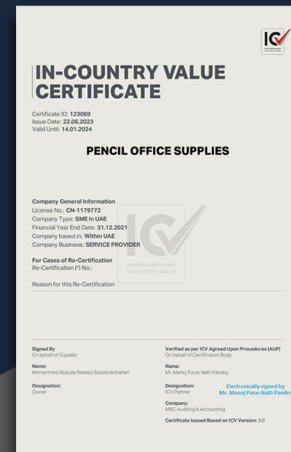 ICV
IN-COUNTRY VALUE
CERTIFICATE
Certificate ID: 123069
Issue Date: 22.06.2023
Valid Until: 14.01.2024
PENCIL OFFICE SUPPLIES
Company General Information
License No.: CN-1179772
Company Type: SME in UAE
Financial Year End Date: 31.12.2021
Company based in: Within UAE
Company Business: SERVICE PROVIDER
For Cases of Re-Certification
Re-Certification (*) No.:
Reason for this Re-Certification
ICV
IN-COUNTRY VALUE
Signed By
On behalf of Supplier
Name:
Mohammed Abdulla Rashed Saeed Alshaheri
Designation:
Owner
Verified as per ICV Agreed Upon Procedures (AUP)
On behalf of Certification Body
Name:
Mr. Manoj Paras Nath Pandey
Designation:
ICV Partner
Electronically signed by
Mr. Manoj Paras Nath Pandey
Company:
MBC Auditing & Accounting
Certificate Issued Based on ICV Version: 3.0